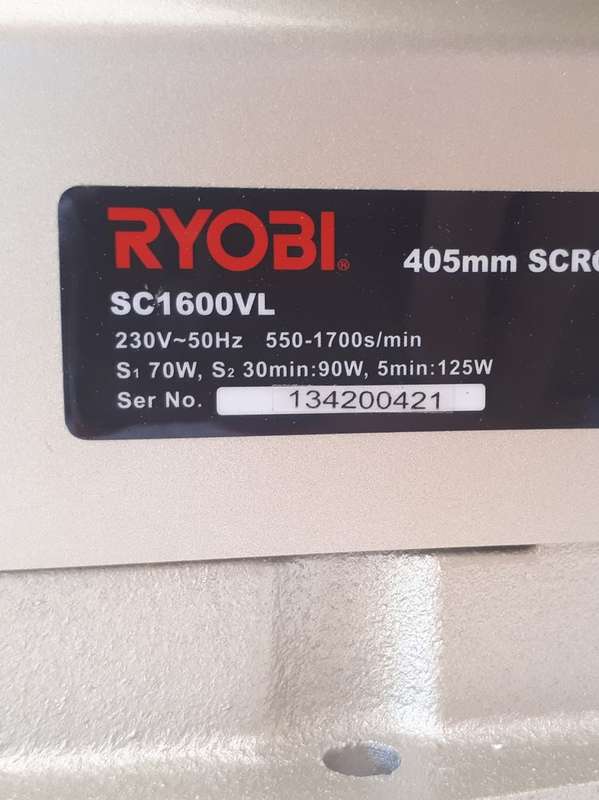 RYOBI®
405mm SCRO
SC1600VL
230V~50Hz 550-1700s/min
S1 70W, S2 30min:90W, 5min:125W
Ser No. 134200421